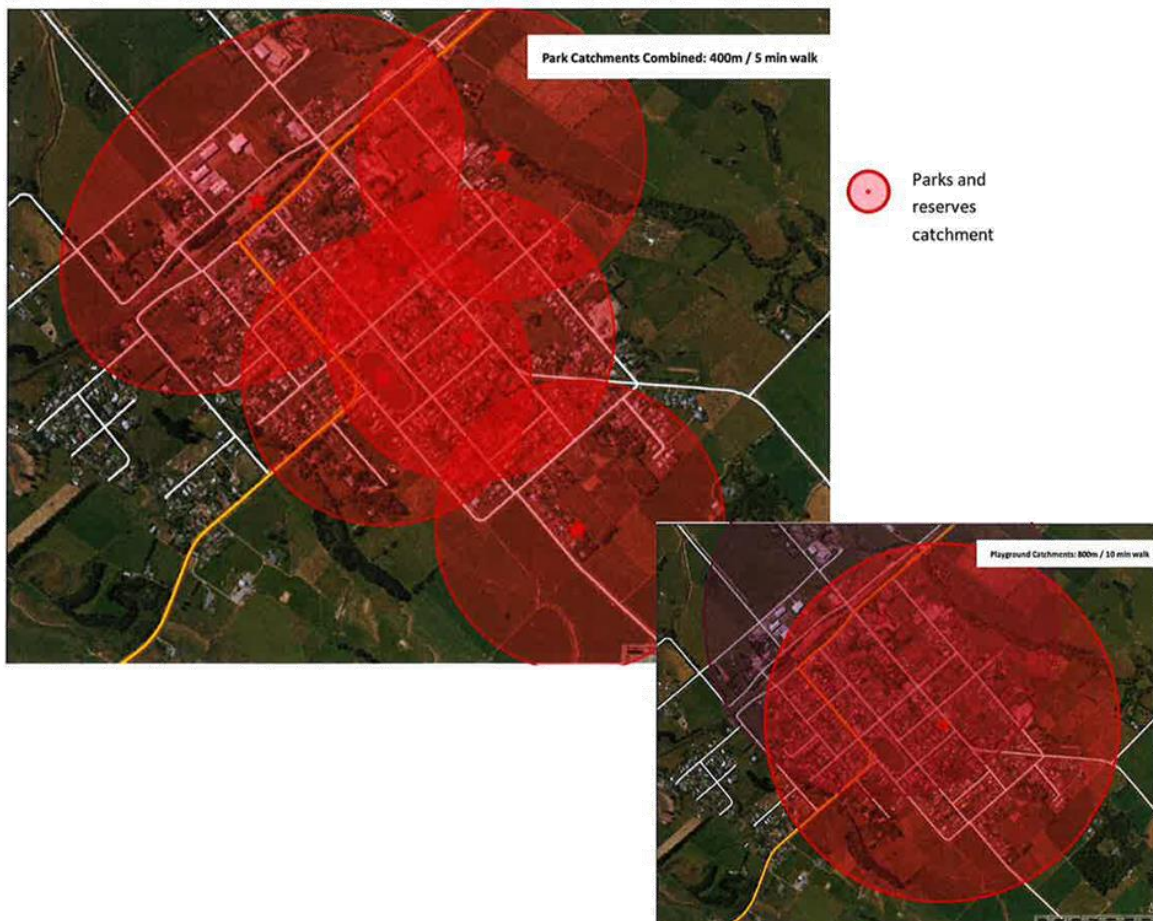 Park Catchments Combined: 400m / 5 min walk
Parks and
reserves
catchment
Playground Catchments: 800m / 10 min walk